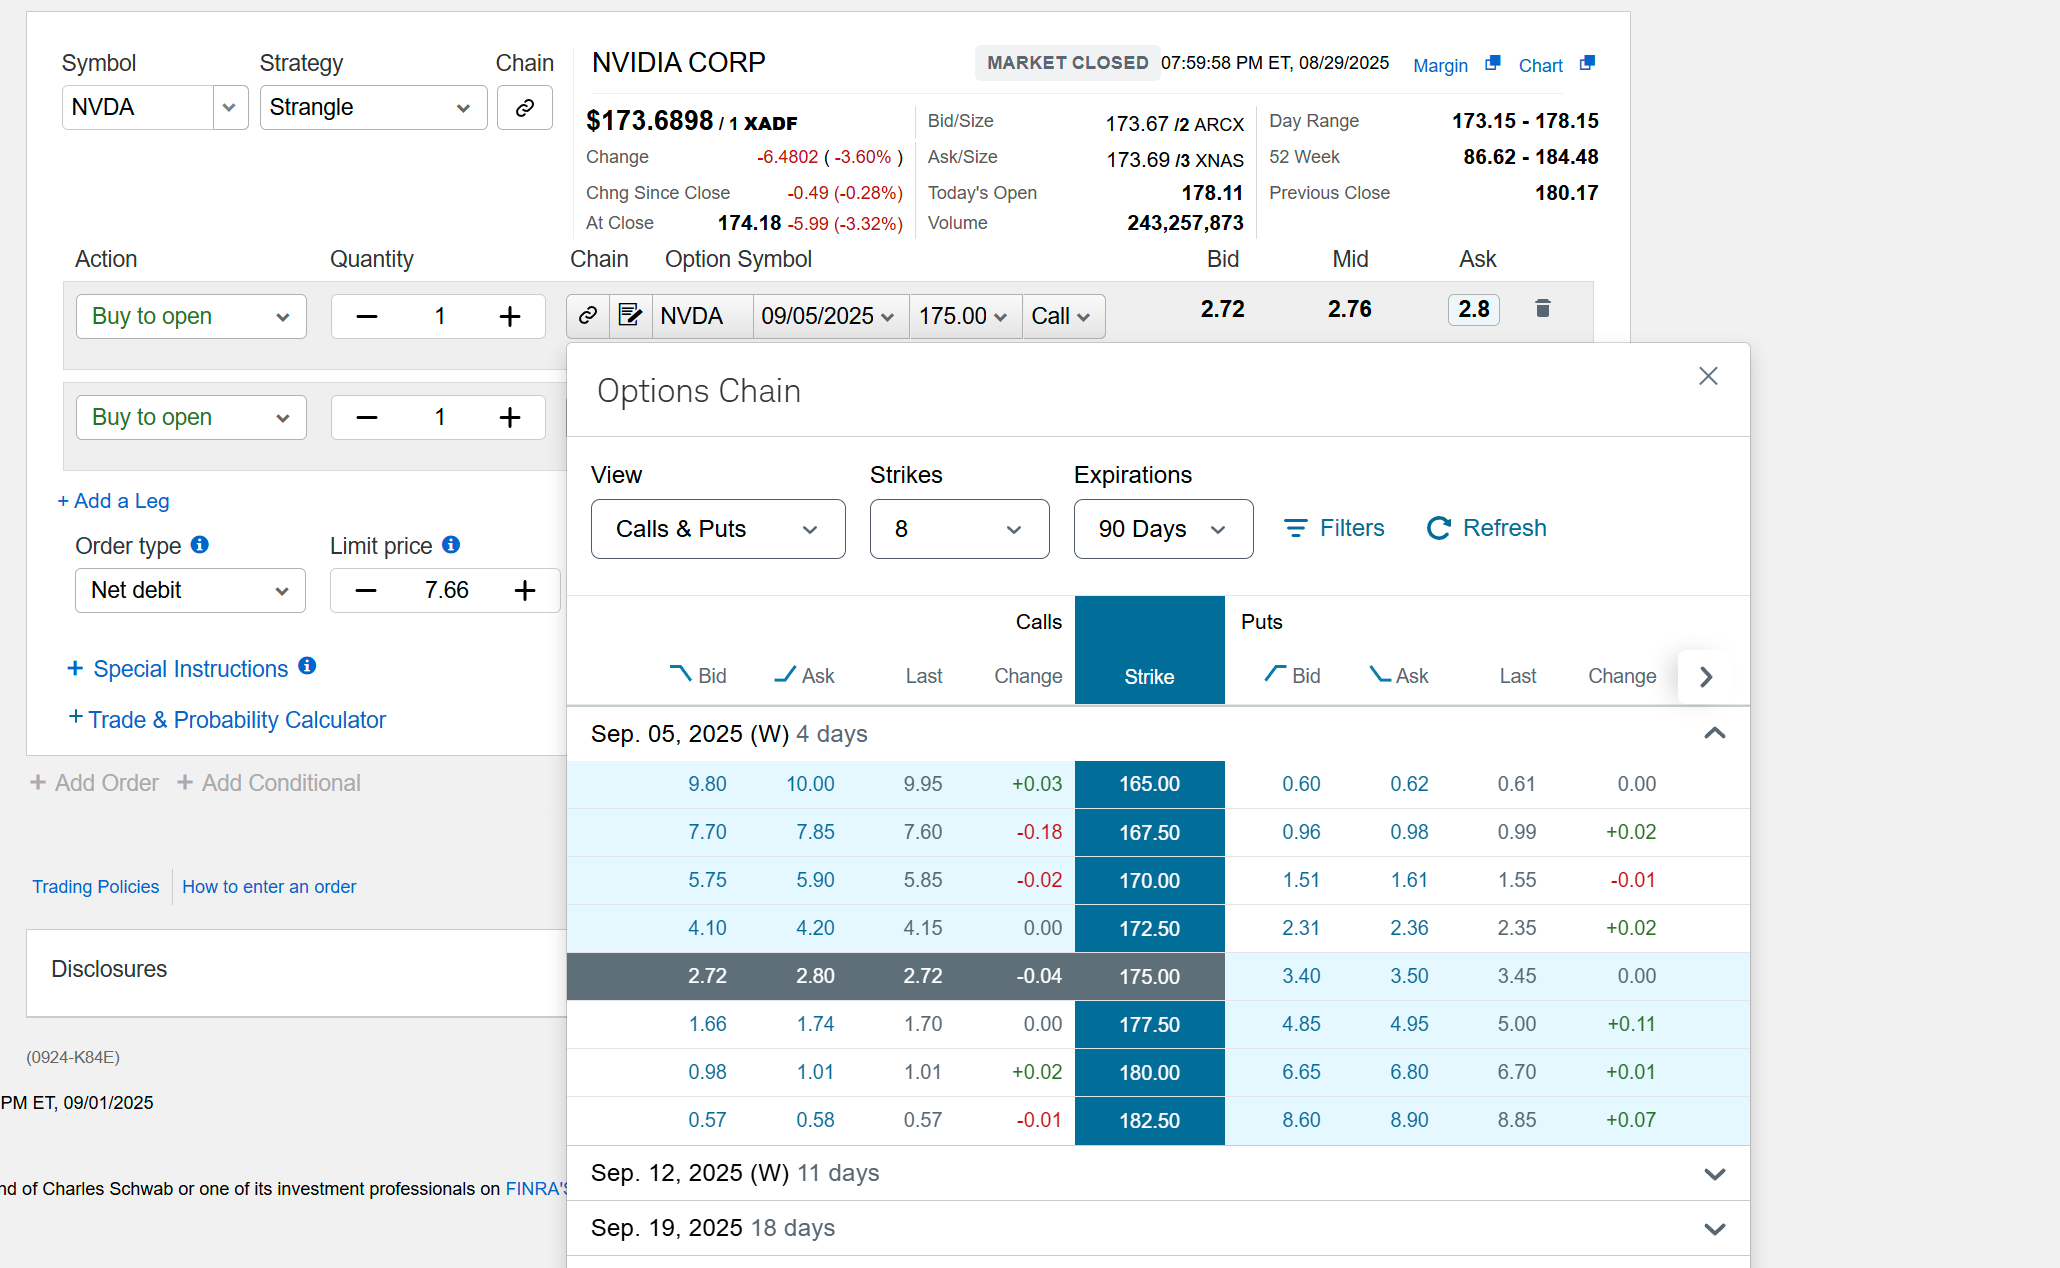 Symbol Strategy Chain
NVDA Strangle
NVIDIA CORP MARKET CLOSED 07:59:58 PM ET, 08/29/2025 Margin Chart
$173.6898 / 1 XADF Bid/Size 173.67 /2 ARCX Day Range 173.15 - 178.15
Change -6.4802 ( -3.60% ) Ask/Size 173.69 /3 XNAS 52 Week 86.62 - 184.48
Chng Since Close -0.49 (-0.28%) Today's Open 178.11 Previous Close 180.17
At Close 174.18 -5.99 (-3.32%) Volume 243,257,873
Action Quantity Chain Option Symbol Bid Mid Ask
Buy to open 1 NVDA 09/05/2025 175.00 Call 2.72 2.76 2.8
Buy to open 1
+ Add a Leg
Order type Limit price
Net debit 7.66
+ Special Instructions
+ Trade & Probability Calculator
+ Add Order + Add Conditional
Trading Policies How to enter an order
Disclosures
(0924-K84E)
PM ET, 09/01/2025
nd of Charles Schwab or one of its investment professionals on FINRA'S
Options Chain
View Strikes Expirations
Calls & Puts 8 90 Days Filters Refresh
Calls Puts
Bid Ask Last Change Strike Bid Ask Last Change
Sep. 05, 2025 (W) 4 days
9.80 10.00 9.95 +0.03 165.00 0.60 0.62 0.61 0.00
7.70 7.85 7.60 -0.18 167.50 0.96 0.98 0.99 +0.02
5.75 5.90 5.85 -0.02 170.00 1.51 1.61 1.55 -0.01
4.10 4.20 4.15 0.00 172.50 2.31 2.36 2.35 +0.02
2.72 2.80 2.72 -0.04 175.00 3.40 3.50 3.45 0.00
1.66 1.74 1.70 0.00 177.50 4.85 4.95 5.00 +0.11
0.98 1.01 1.01 +0.02 180.00 6.65 6.80 6.70 +0.01
0.57 0.58 0.57 -0.01 182.50 8.60 8.90 8.85 +0.07
Sep. 12, 2025 (W) 11 days
Sep. 19, 2025 18 days